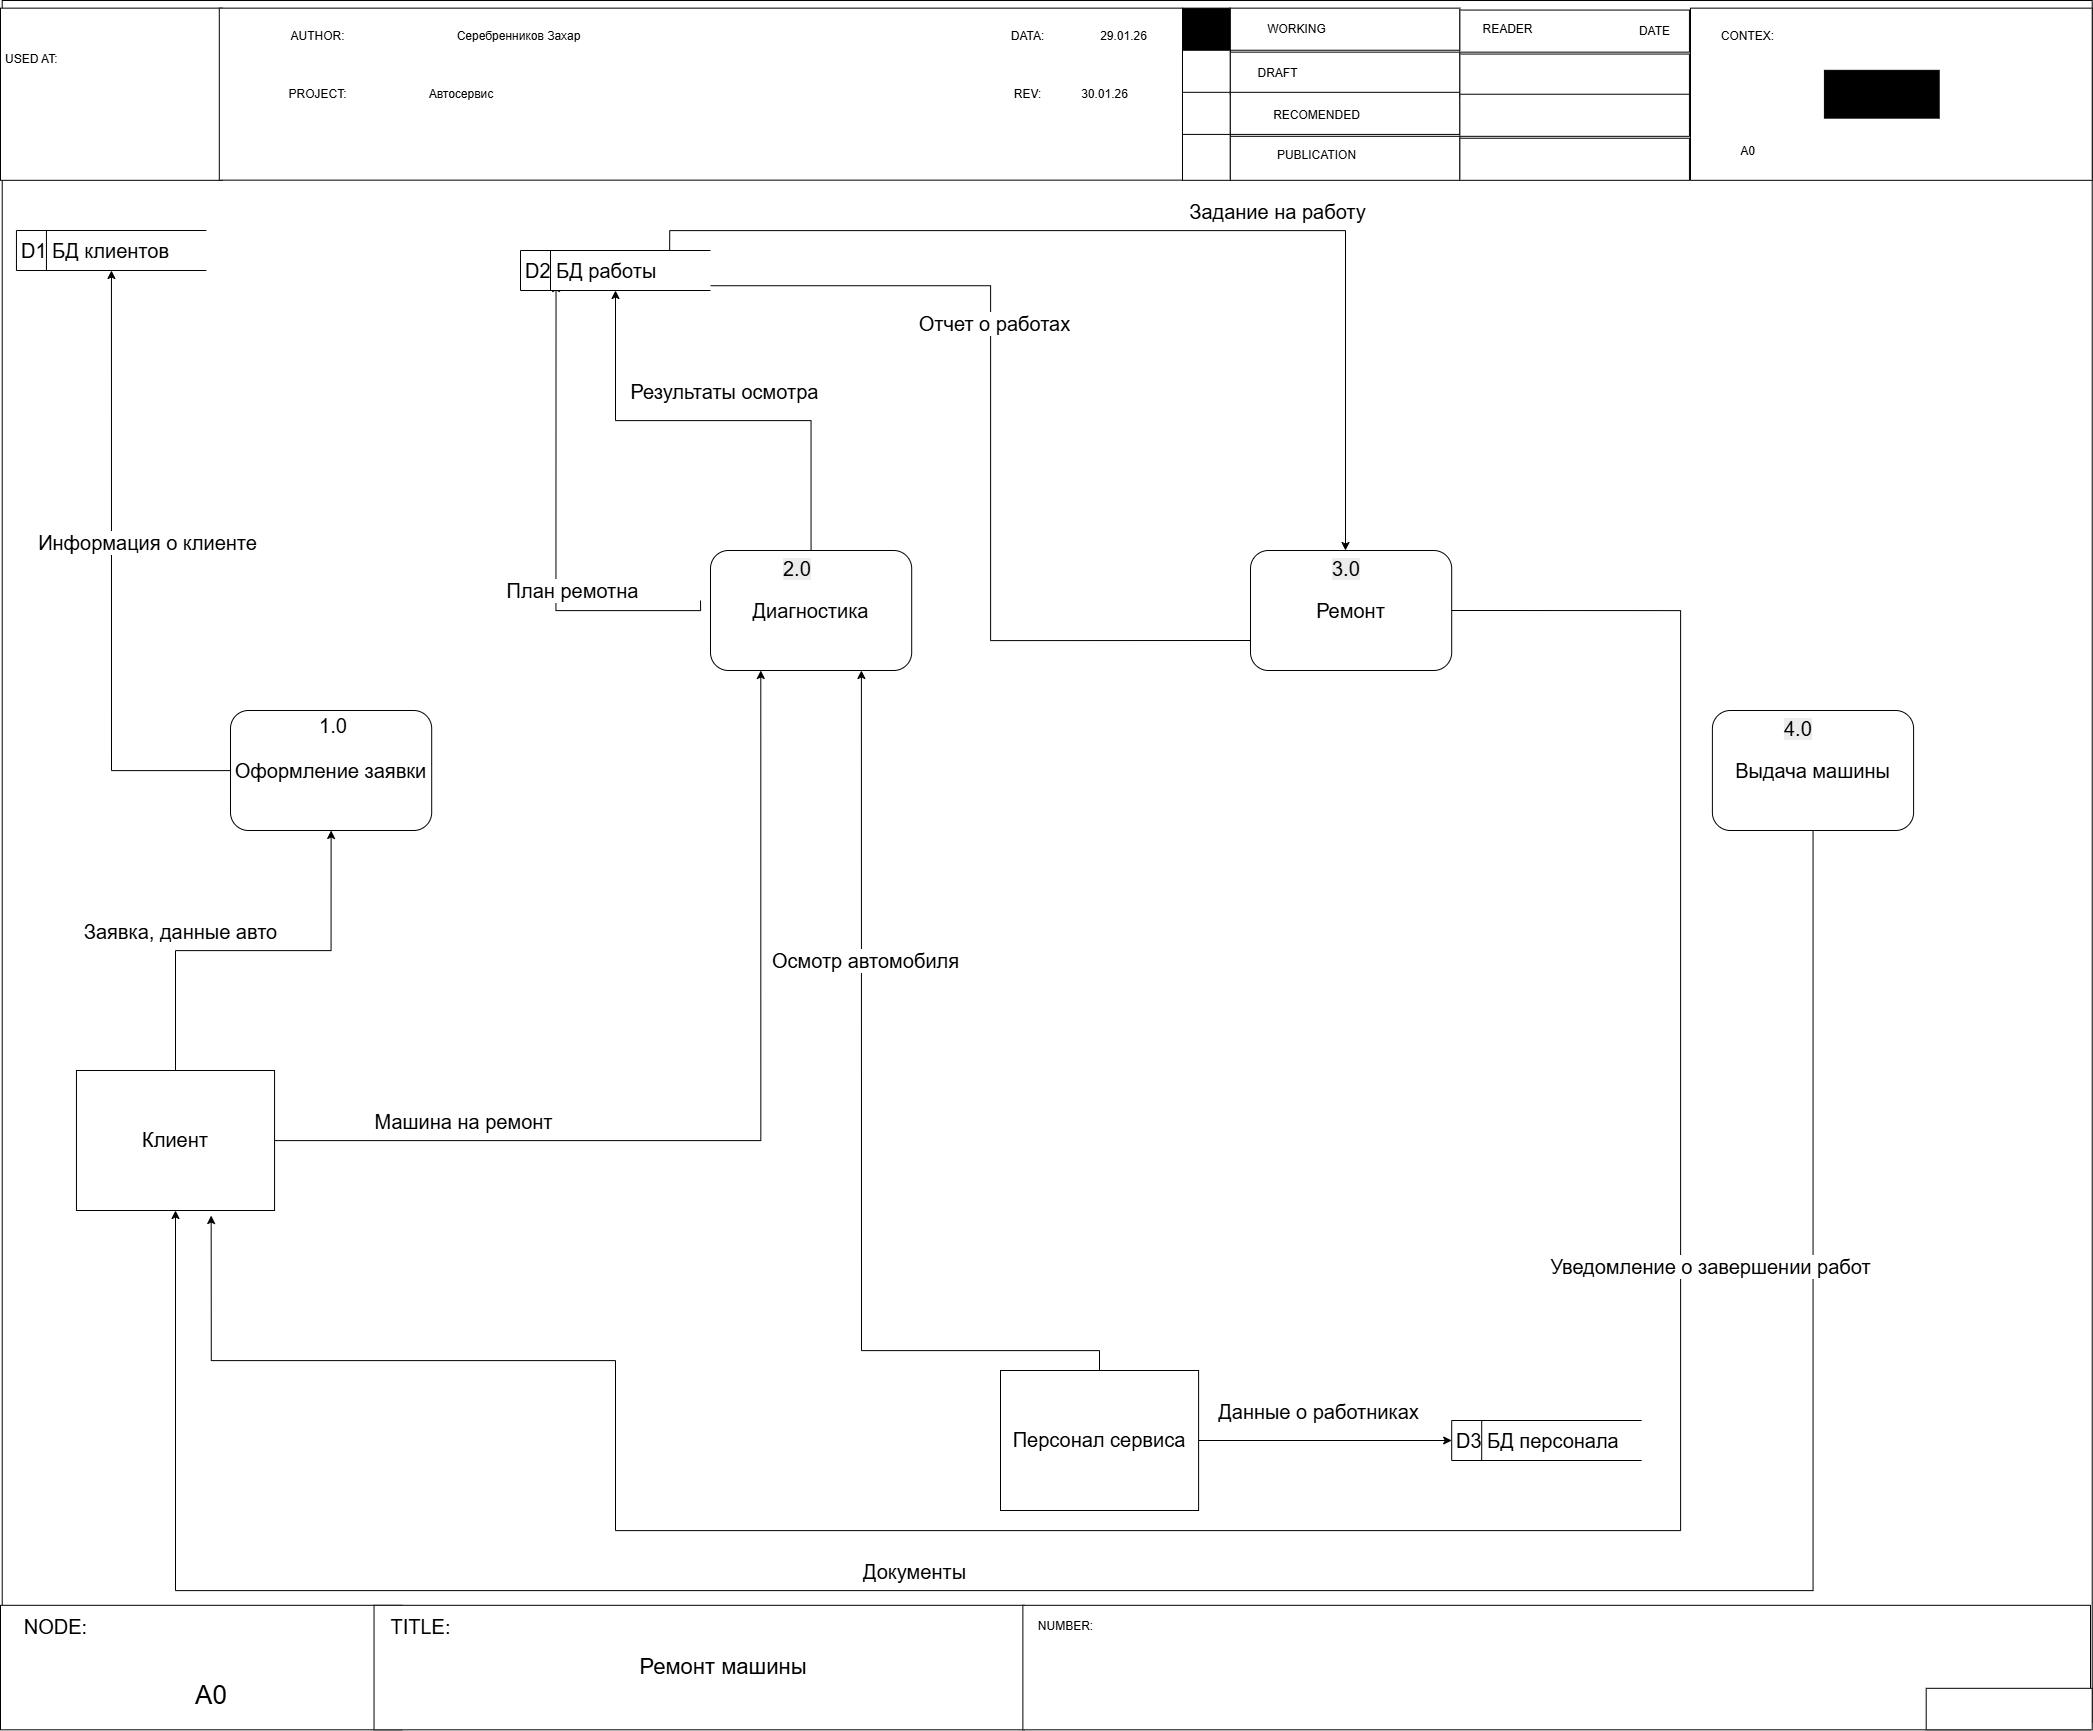 USED AT:
AUTHOR: Серебренников Захар
DATA: 29.01.26
PROJECT: Автосервис
REV: 30.01.26
WORKING
DRAFT
RECOMENDED
PUBLICATION
READER DATE
CONTEX:
A0
Задание на работу
D1 БД клиентов
D2 БД работы
Отчет о работах
Результаты осмотра
Информация о клиенте
План ремотна
2.0
Диагностика
3.0
Ремонт
1.0
Оформление заявки
4.0
Выдача машины
Заявка, данные авто
Осмотр автомобиля
Машина на ремонт
Клиент
Уведомление о завершении работ
Данные о работниках
Персонал сервиса
D3 БД персонала
Документы
NODE:
A0
TITLE:
Ремонт машины
NUMBER: